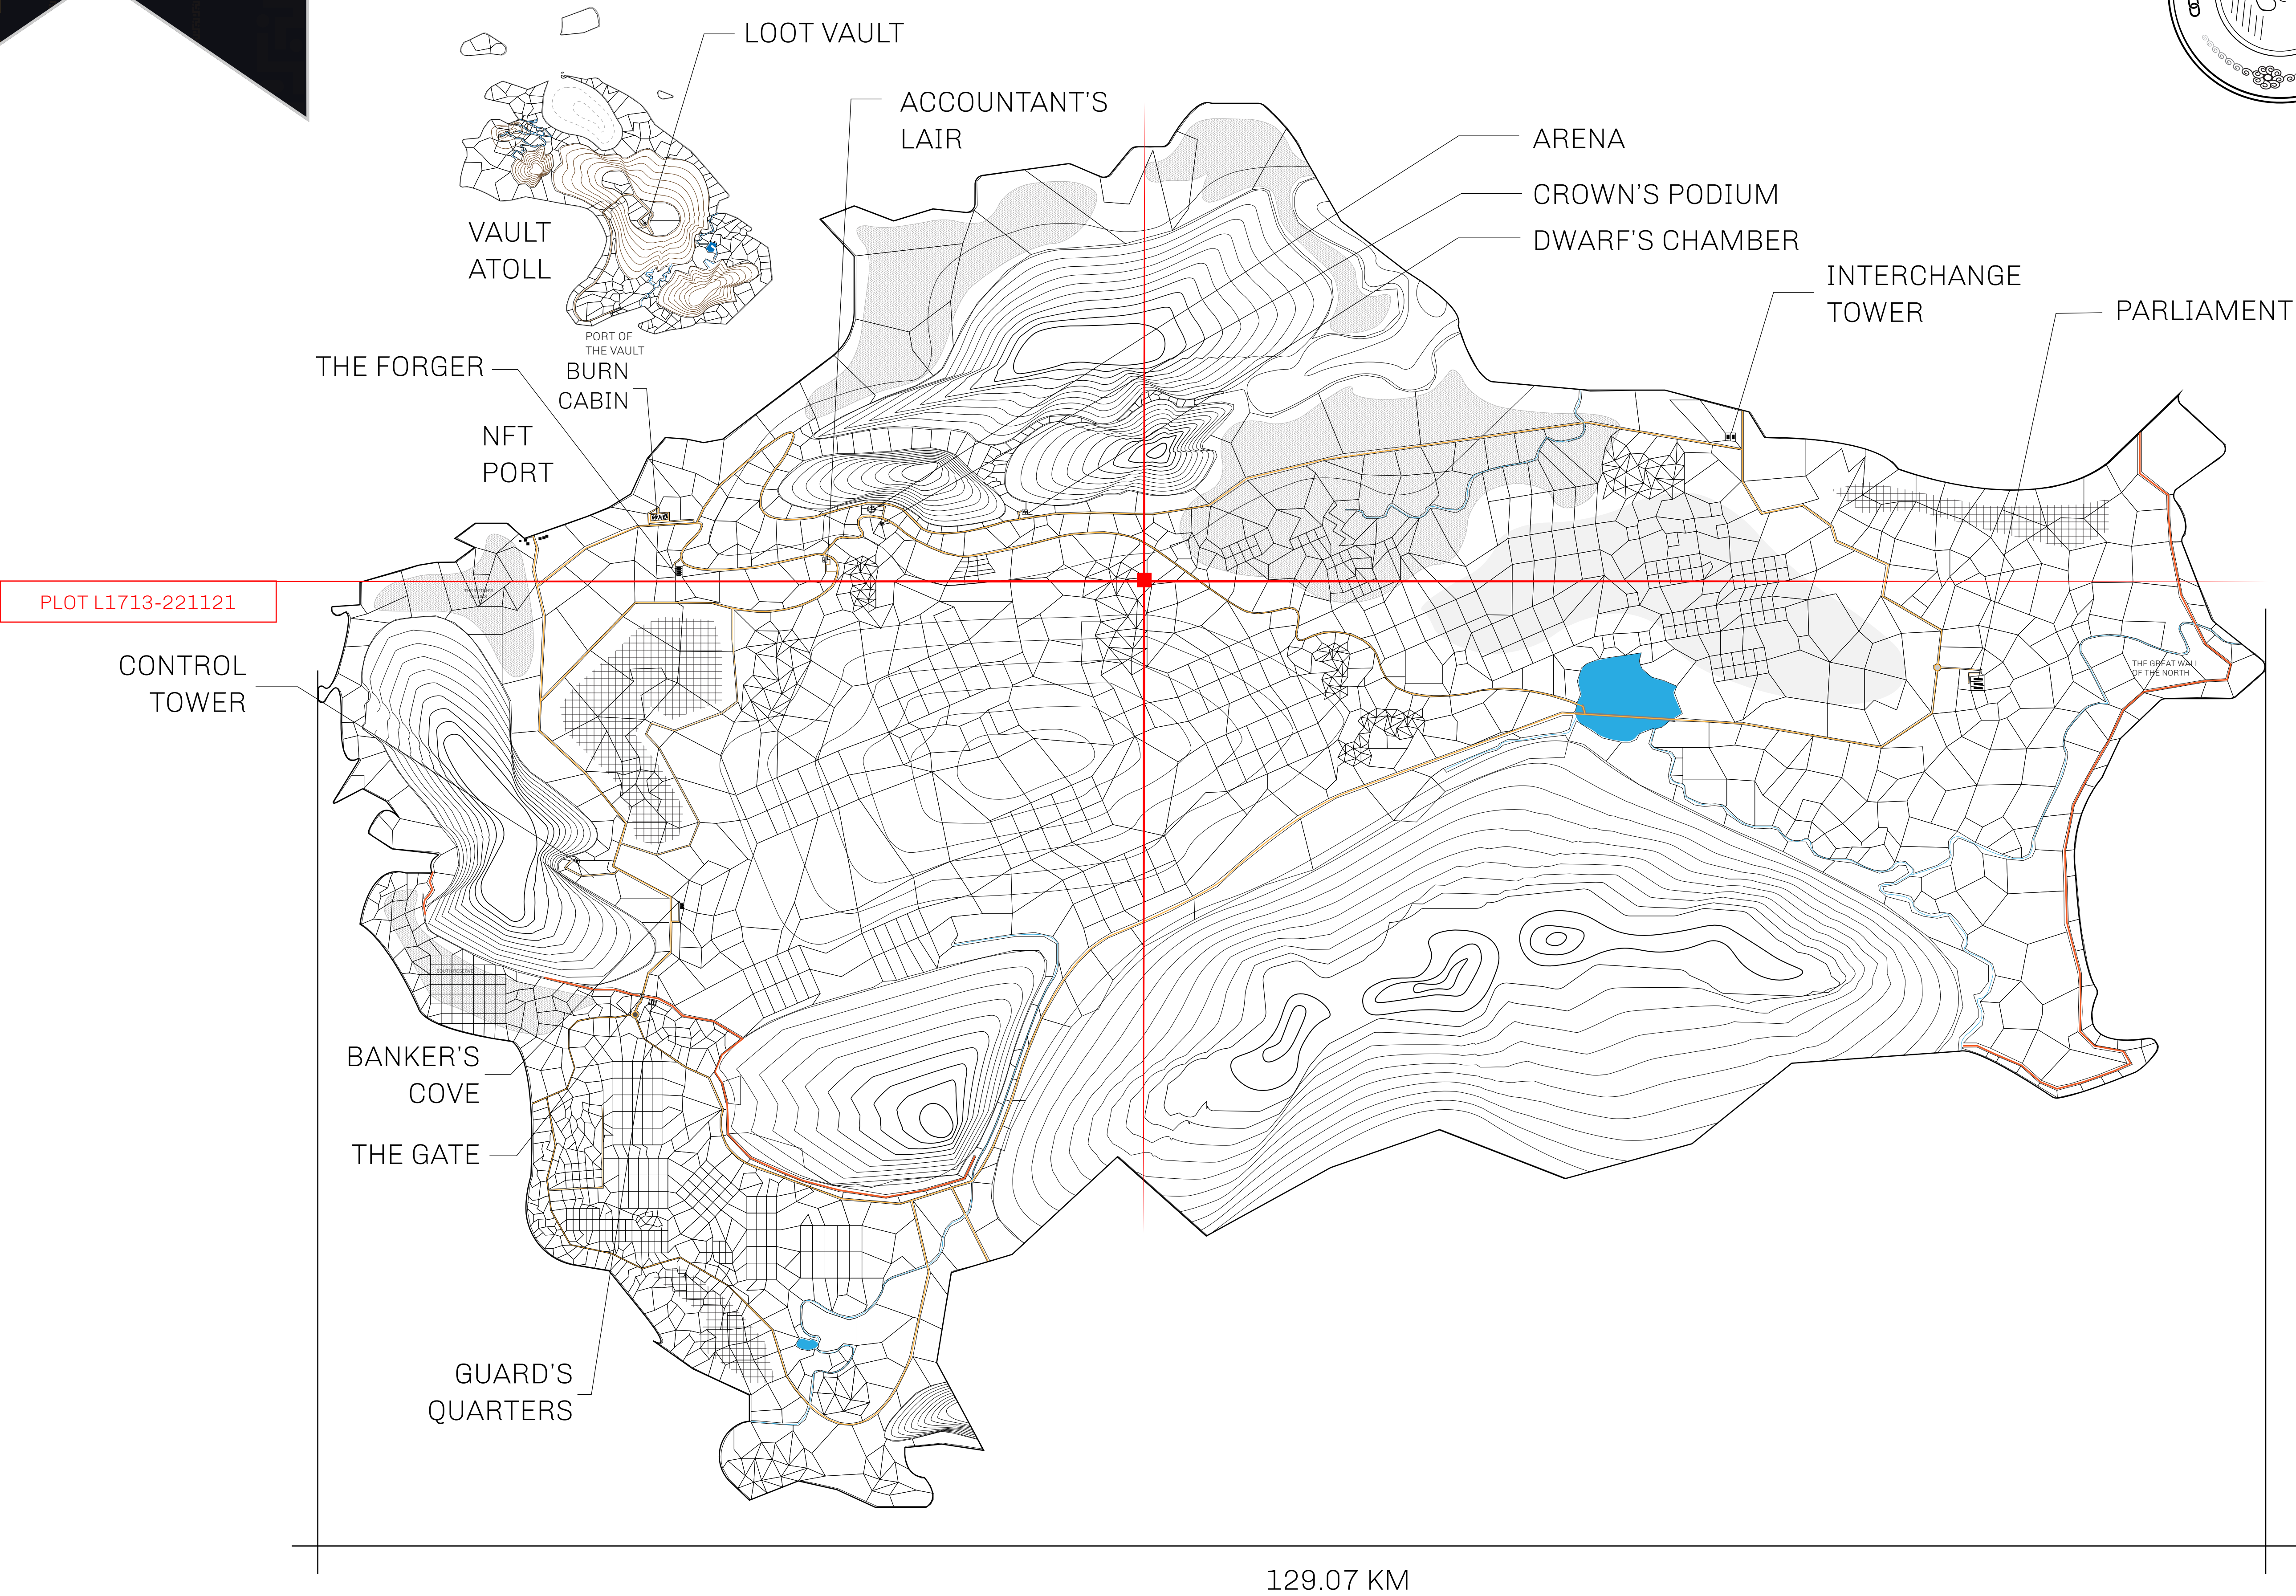 LOOT VAULT
ACCOUNTANT'S
LAIR
ARENA
CROWN'S PODIUM
DWARF'S CHAMBER
VAULT
ATOLL
INTERCHANGE
TOWER
PARLIAMENT
PORT OF
THE VAULT
THE FORGER
BURN
CABIN
NFT
PORT
PLOT L1713-221121
CONTROL
TOWER
THE GREAT WALL
OF THE NORTH
SOUTH RESERVE
BANKER'S
COVE
THE GATE
GUARD'S
QUARTERS
129.07 KM